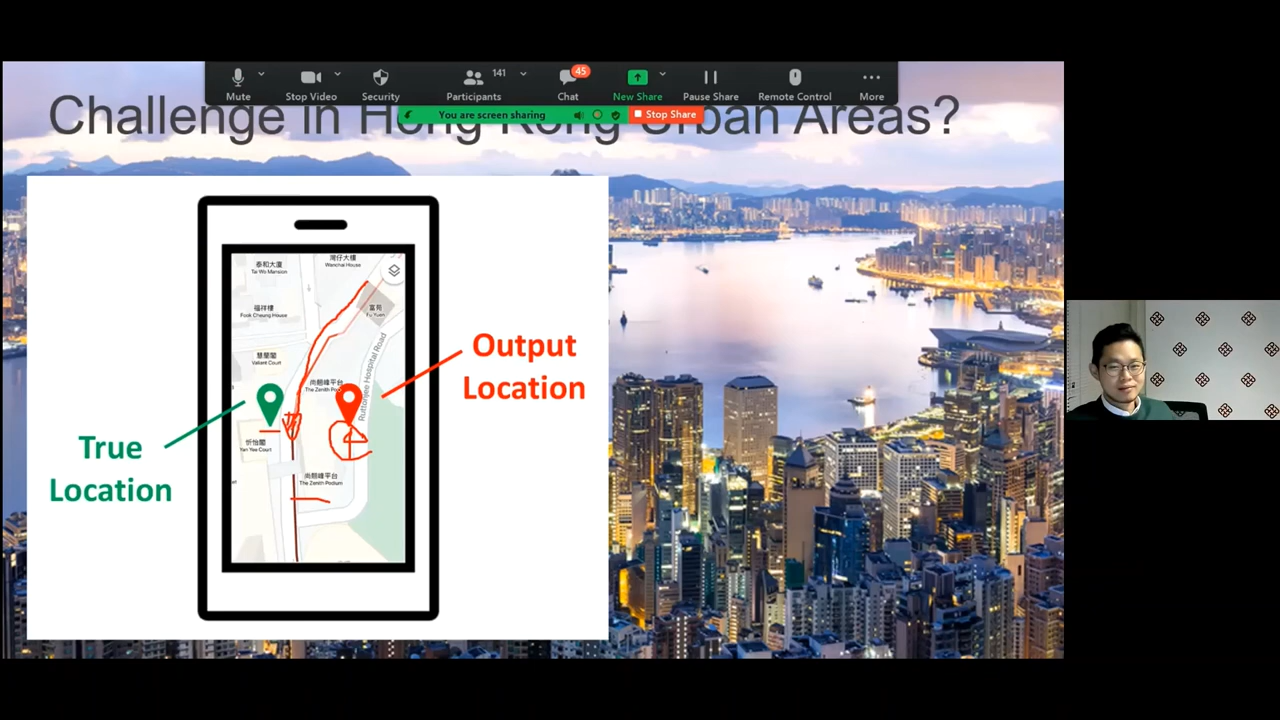 Mute
Stop Video
Security
Participants
141
Chat
45
New Share
Pause Share
Remote Control
More
You are screen sharing
Stop Share
Challenge in Hong Kong Urban Areas?
泰和大廈
Tai Wo Mansion
灣仔大樓
Wanchai House
福祥樓
Fook Cheung House
富苑
Fu Yuen
慧蘭閣
Valient Court
尚翹峰平台
The Zenith Podium
Ruttonjee Hospital Road
忻怡閣
Yen Yee Court
尚翹峰平台
The Zenith Podium
True
Location
Output
Location